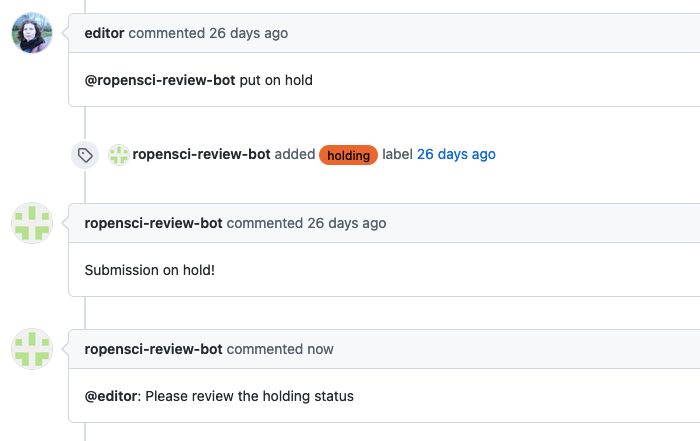 editor commented 26 days ago
@ropensci-review-bot put on hold
ropensci-review-bot added holding label 26 days ago
ropensci-review-bot commented 26 days ago
Submission on hold!
ropensci-review-bot commented now
@editor: Please review the holding status